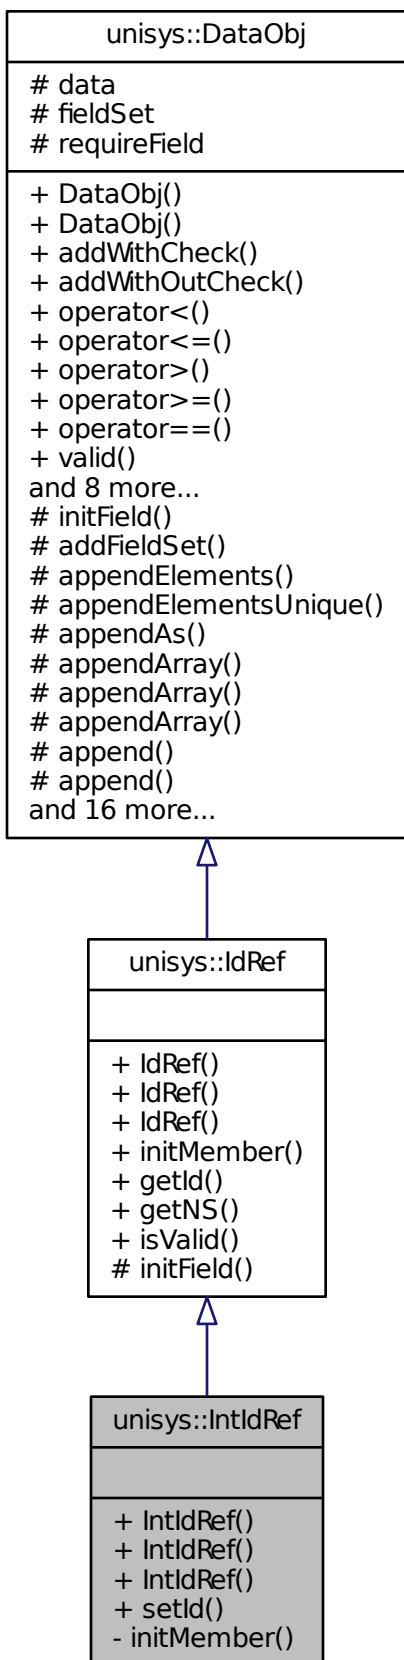 unisys::DataObj
# data
# fieldSet
# requireField
+ DataObj()
+ DataObj()
+ addWithCheck()
+ addWithOutCheck()
+ operator<()
+ operator<=()
+ operator>()
+ operator>=()
+ operator==()
+ valid()
and 8 more...
# initField()
# addFieldSet()
# appendElements()
# appendElementsUnique()
# appendAs()
# appendArray()
# appendArray()
# appendArray()
# append()
# append()
and 16 more...
unisys::IdRef
+ IdRef()
+ IdRef()
+ IdRef()
+ initMember()
+ getId()
+ getNS()
+ isValid()
# initField()
unisys::IntIdRef
+ IntIdRef()
+ IntIdRef()
+ IntIdRef()
+ setId()
- initMember()